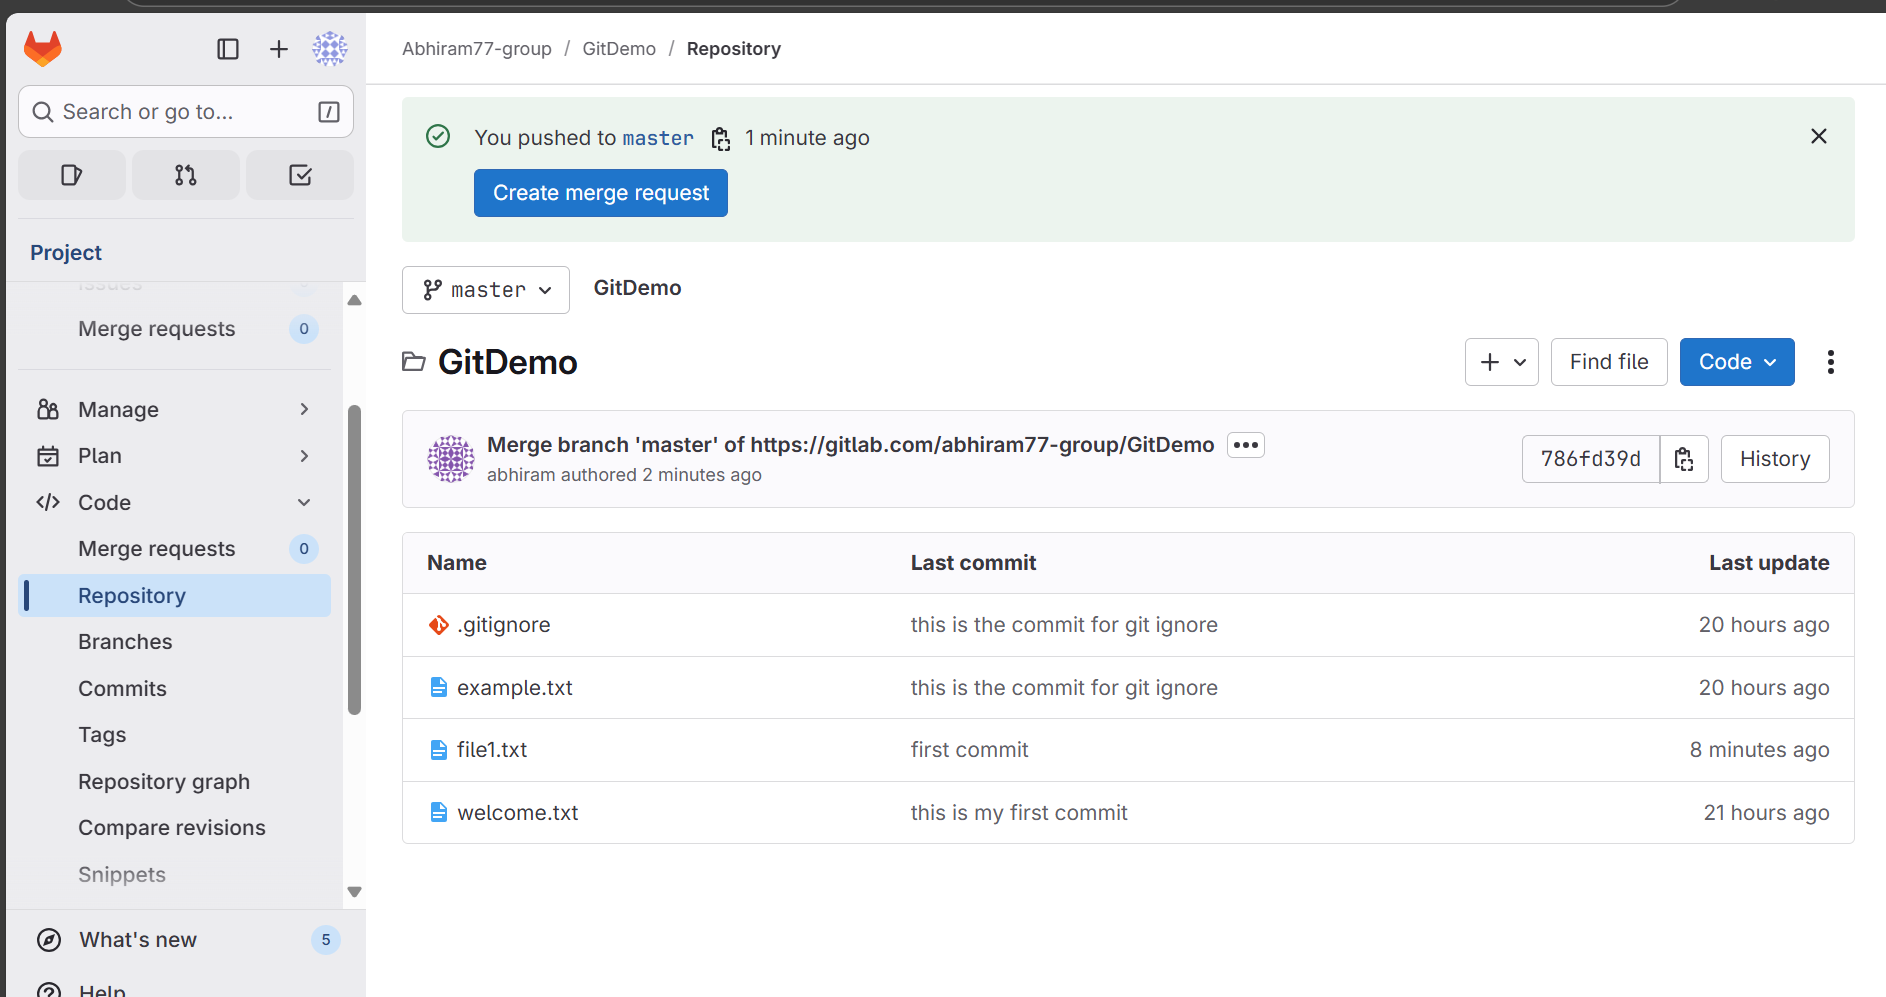 Abhiram77-group / GitDemo / Repository
Search or go to... /
Project
Issues
Merge requests 0
Manage
Plan
Code
Merge requests 0
Repository
Branches
Commits
Tags
Repository graph
Compare revisions
Snippets
What's new 5
Help
You pushed to master 1 minute ago
Create merge request
master GitDemo
GitDemo
Find file
Code
Merge branch 'master' of https://gitlab.com/abhiram77-group/GitDemo
abhiram authored 2 minutes ago
786fd39d
History
Name Last commit Last update
.gitignore this is the commit for git ignore 20 hours ago
example.txt this is the commit for git ignore 20 hours ago
file1.txt first commit 8 minutes ago
welcome.txt this is my first commit 21 hours ago